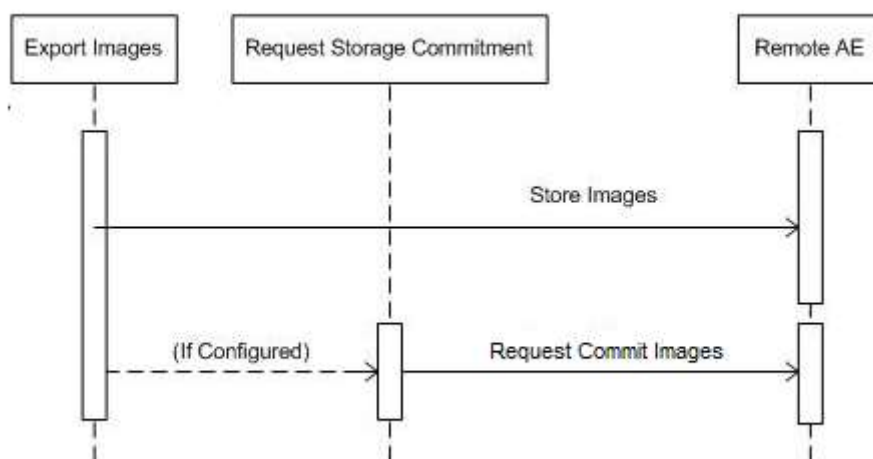 Export Images
Request Storage Commitment
Remote AE
Store Images
(If Configured)
Request Commit Images